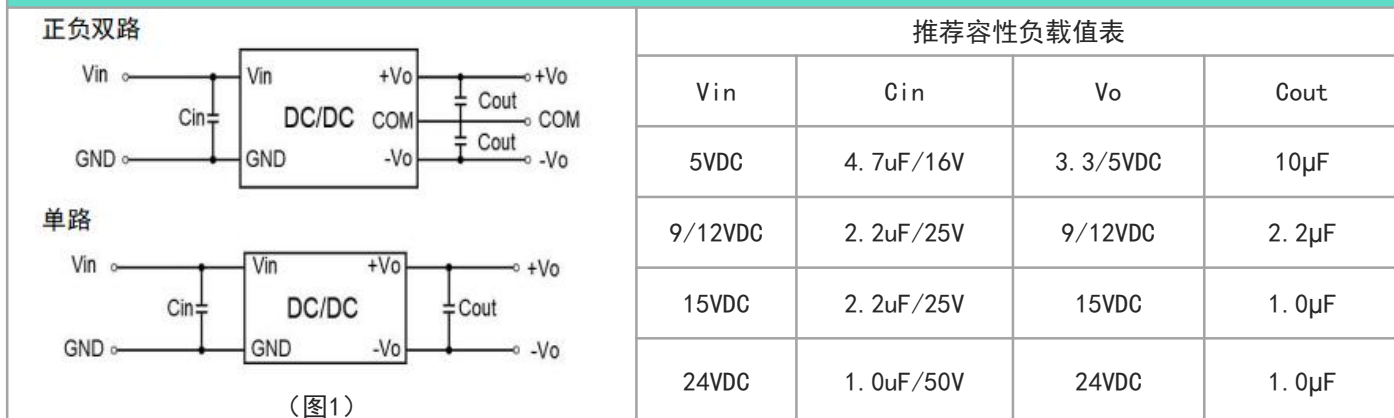 正负双路
Vin Vin +Vo +Vo
Cin DC/DC COM Cout COM
Cout
GND GND -Vo -Vo
单路
Vin Vin +Vo +Vo
Cin DC/DC Cout
GND GND -Vo -Vo
（图1）
推荐容性负载值表
Vin Cin Vo Cout
5VDC 4.7uF/16V 3.3/5VDC 10μF
9/12VDC 2.2uF/25V 9/12VDC 2.2μF
15VDC 2.2uF/25V 15VDC 1.0μF
24VDC 1.0uF/50V 24VDC 1.0μF